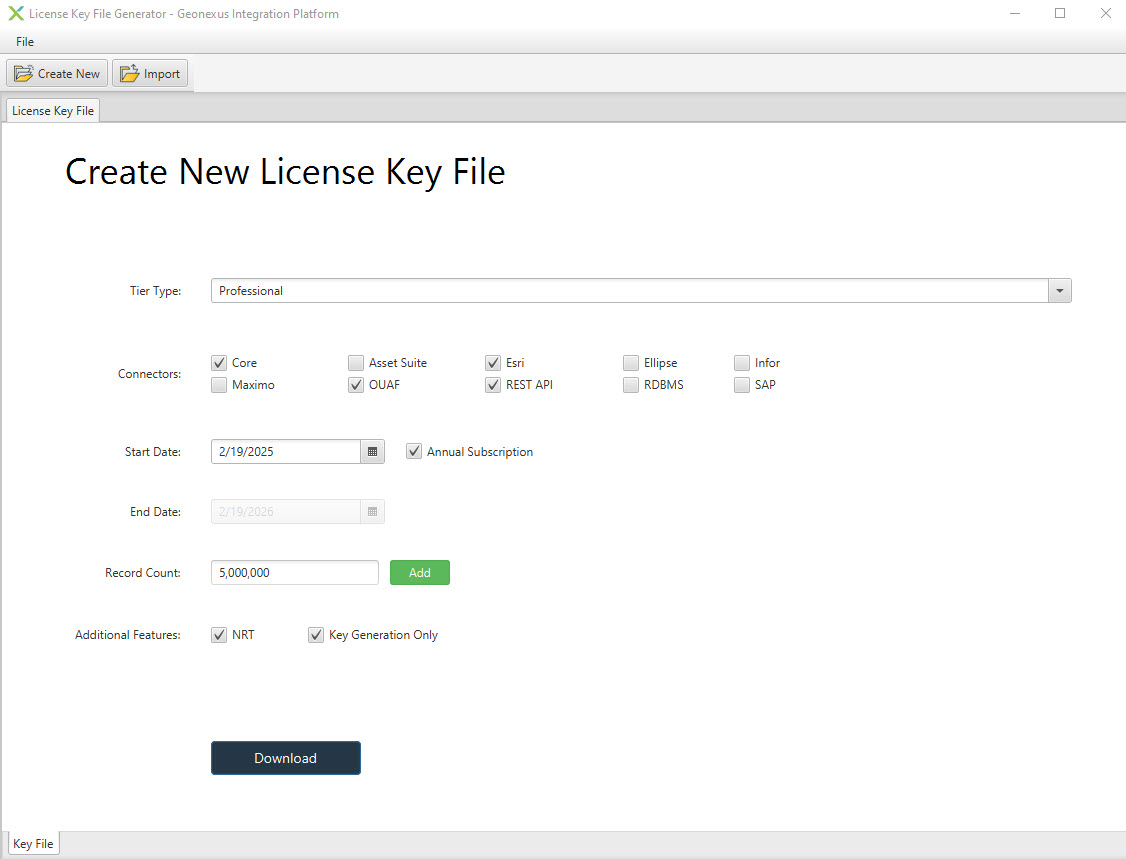 License Key File Generator - Geonexus Integration Platform
File
Create New Import
License Key File
Create New License Key File
Tier Type: Professional
Core Asset Suite Esri Ellipse Infor
Connectors:
Maximo OUAF REST API RDBMS SAP
Start Date: 2/19/2025 Annual Subscription
End Date: 2/19/2026
Record Count: 5,000,000 Add
Additional Features: NRT Key Generation Only
Download
Key File